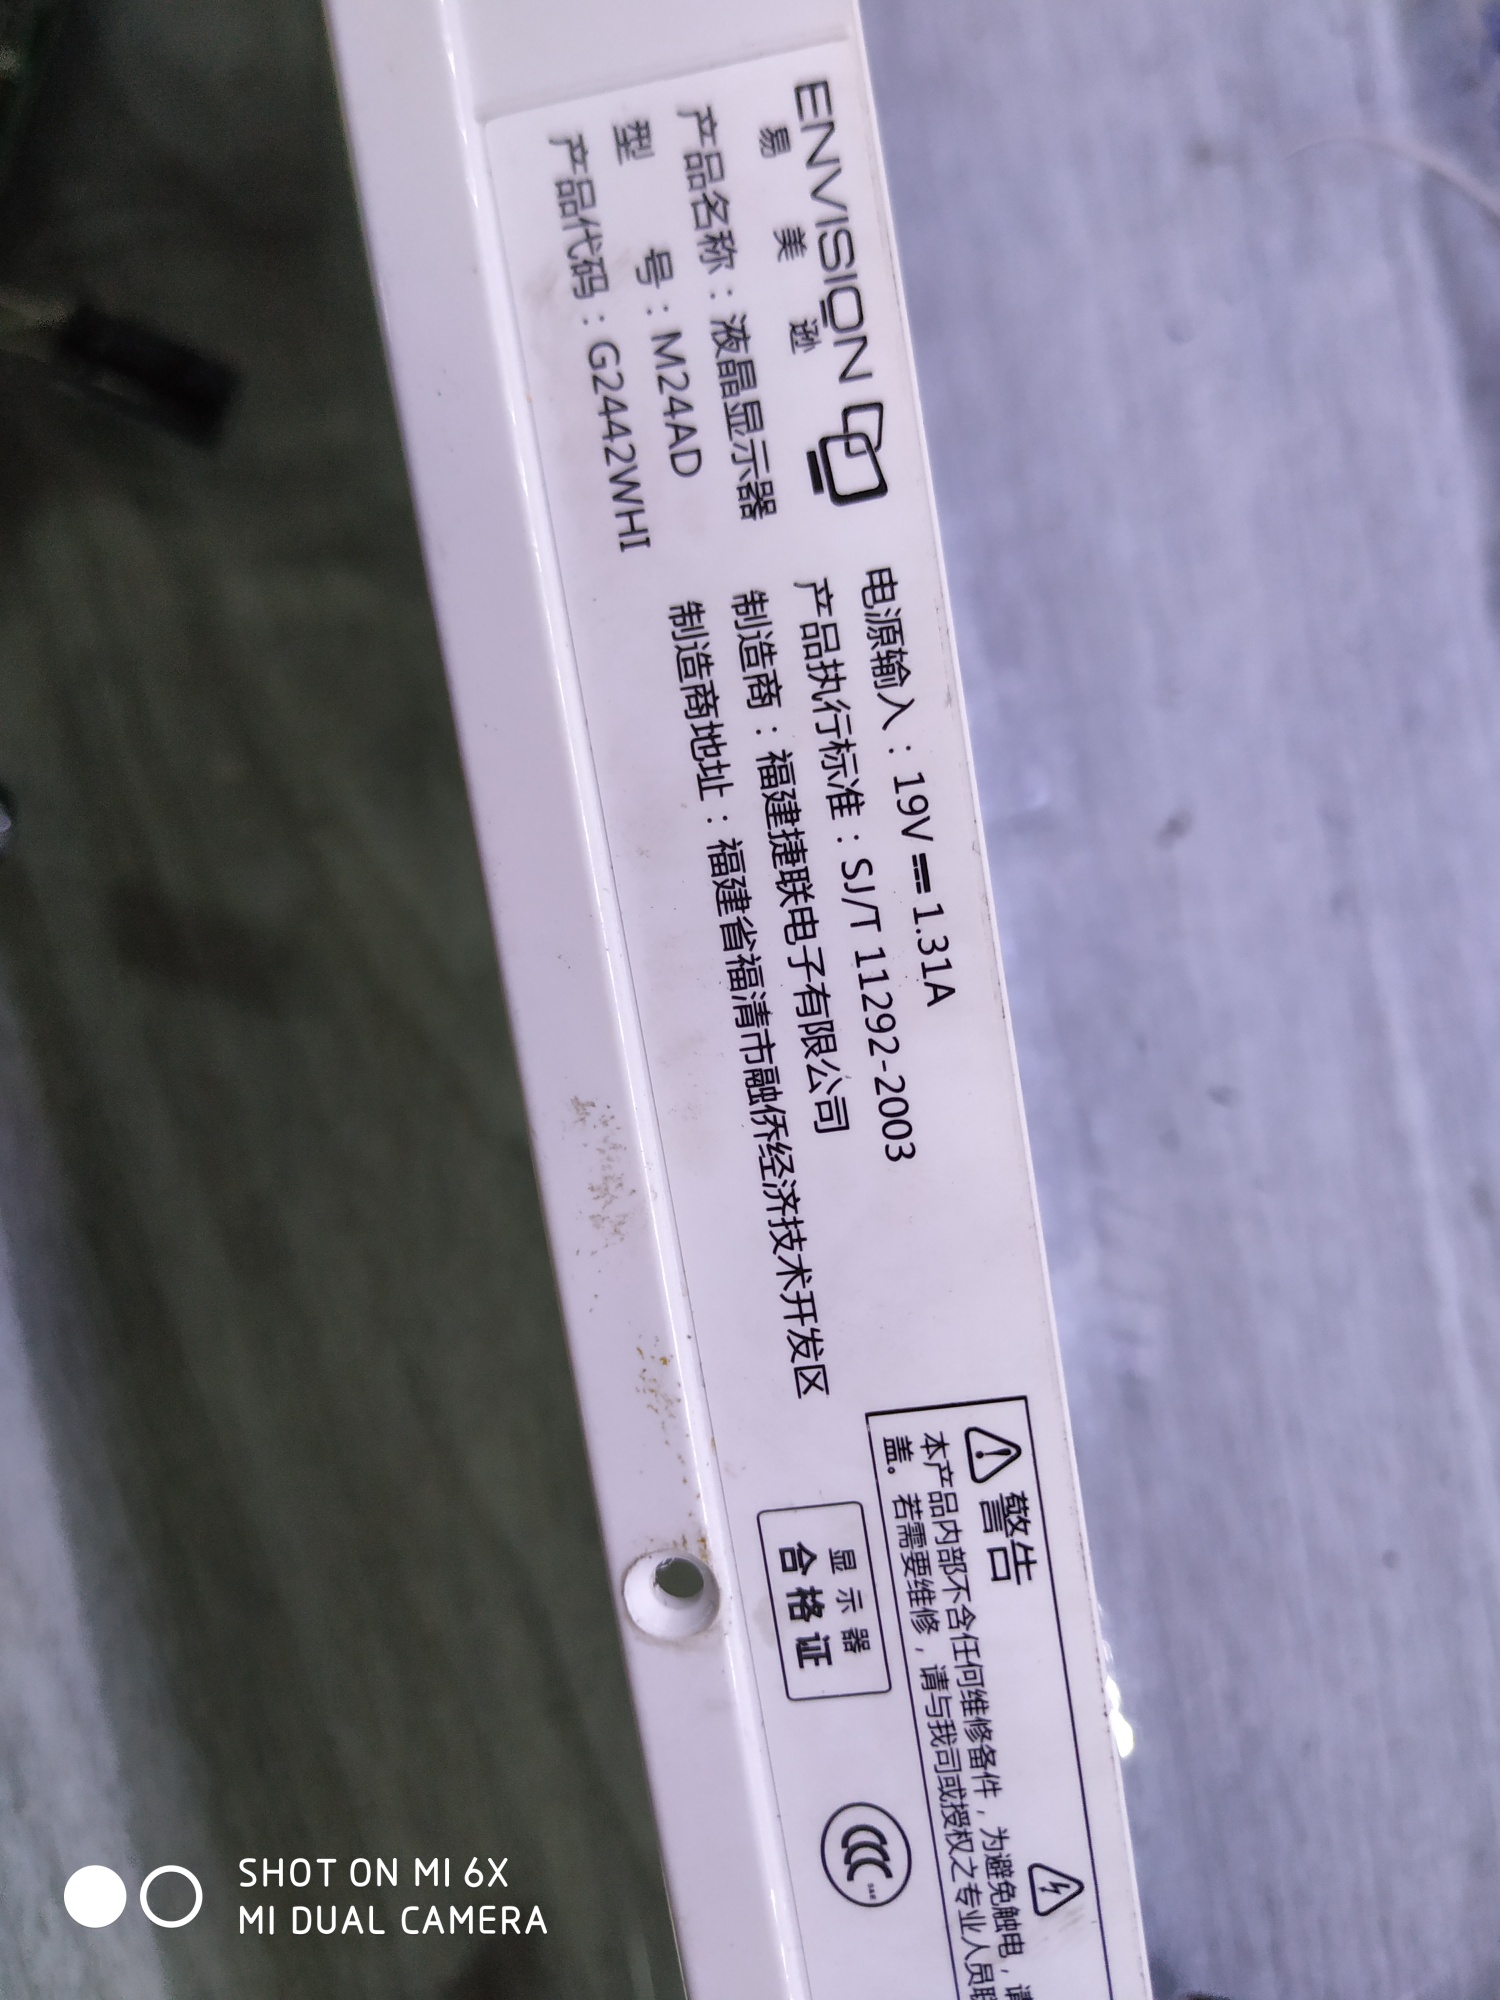 ENVISION
易美逊
产品名称：液晶显示器
型号：M24AD
产品代码：G2442WHI
电源输入：19V⎓1.31A
产品执行标准：SJ/T 11292-2003
制造商：福建捷联电子有限公司
制造商地址：福建省福清市融侨经济技术开发区
警告
本产品内部不含任何维修备件，为避免触电，请
盖。若需要维修，请与我司或授权之专业人员联
显示器
合格证
CCC
S&E
SHOT ON MI 6X
MI DUAL CAMERA